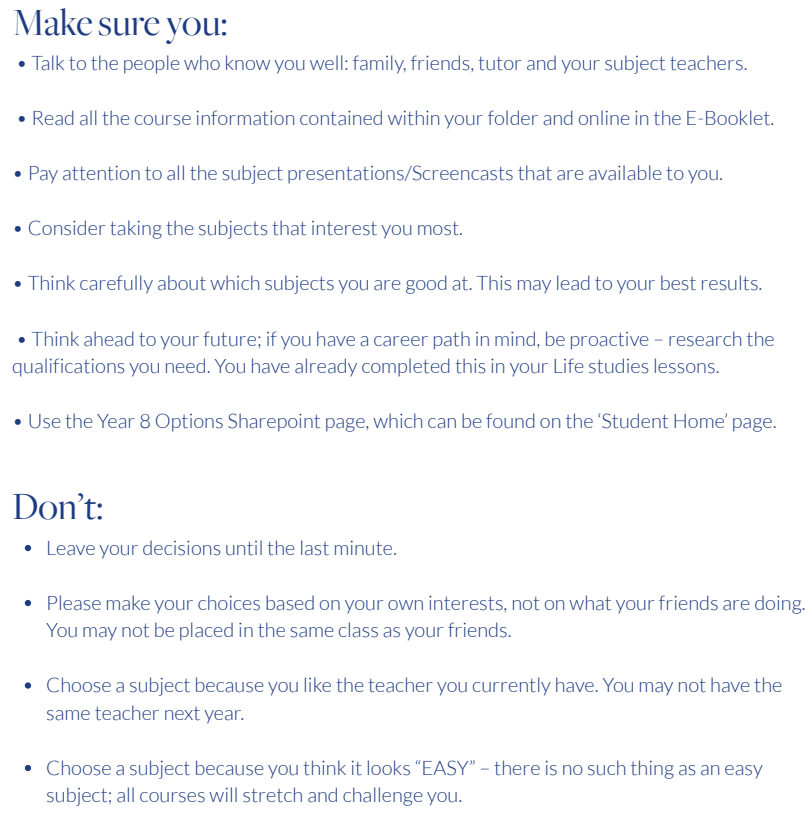 Make sure you:
• Talk to the people who know you well: family, friends, tutor and your subject teachers.
• Read all the course information contained within your folder and online in the E-Booklet.
• Pay attention to all the subject presentations/Screencasts that are available to you.
• Consider taking the subjects that interest you most.
• Think carefully about which subjects you are good at. This may lead to your best results.
• Think ahead to your future; if you have a career path in mind, be proactive – research the
qualifications you need. You have already completed this in your Life studies lessons.
• Use the Year 8 Options Sharepoint page, which can be found on the ‘Student Home’ page.
Don’t:
• Leave your decisions until the last minute.
• Please make your choices based on your own interests, not on what your friends are doing.
You may not be placed in the same class as your friends.
• Choose a subject because you like the teacher you currently have. You may not have the
same teacher next year.
• Choose a subject because you think it looks “EASY” – there is no such thing as an easy
subject; all courses will stretch and challenge you.